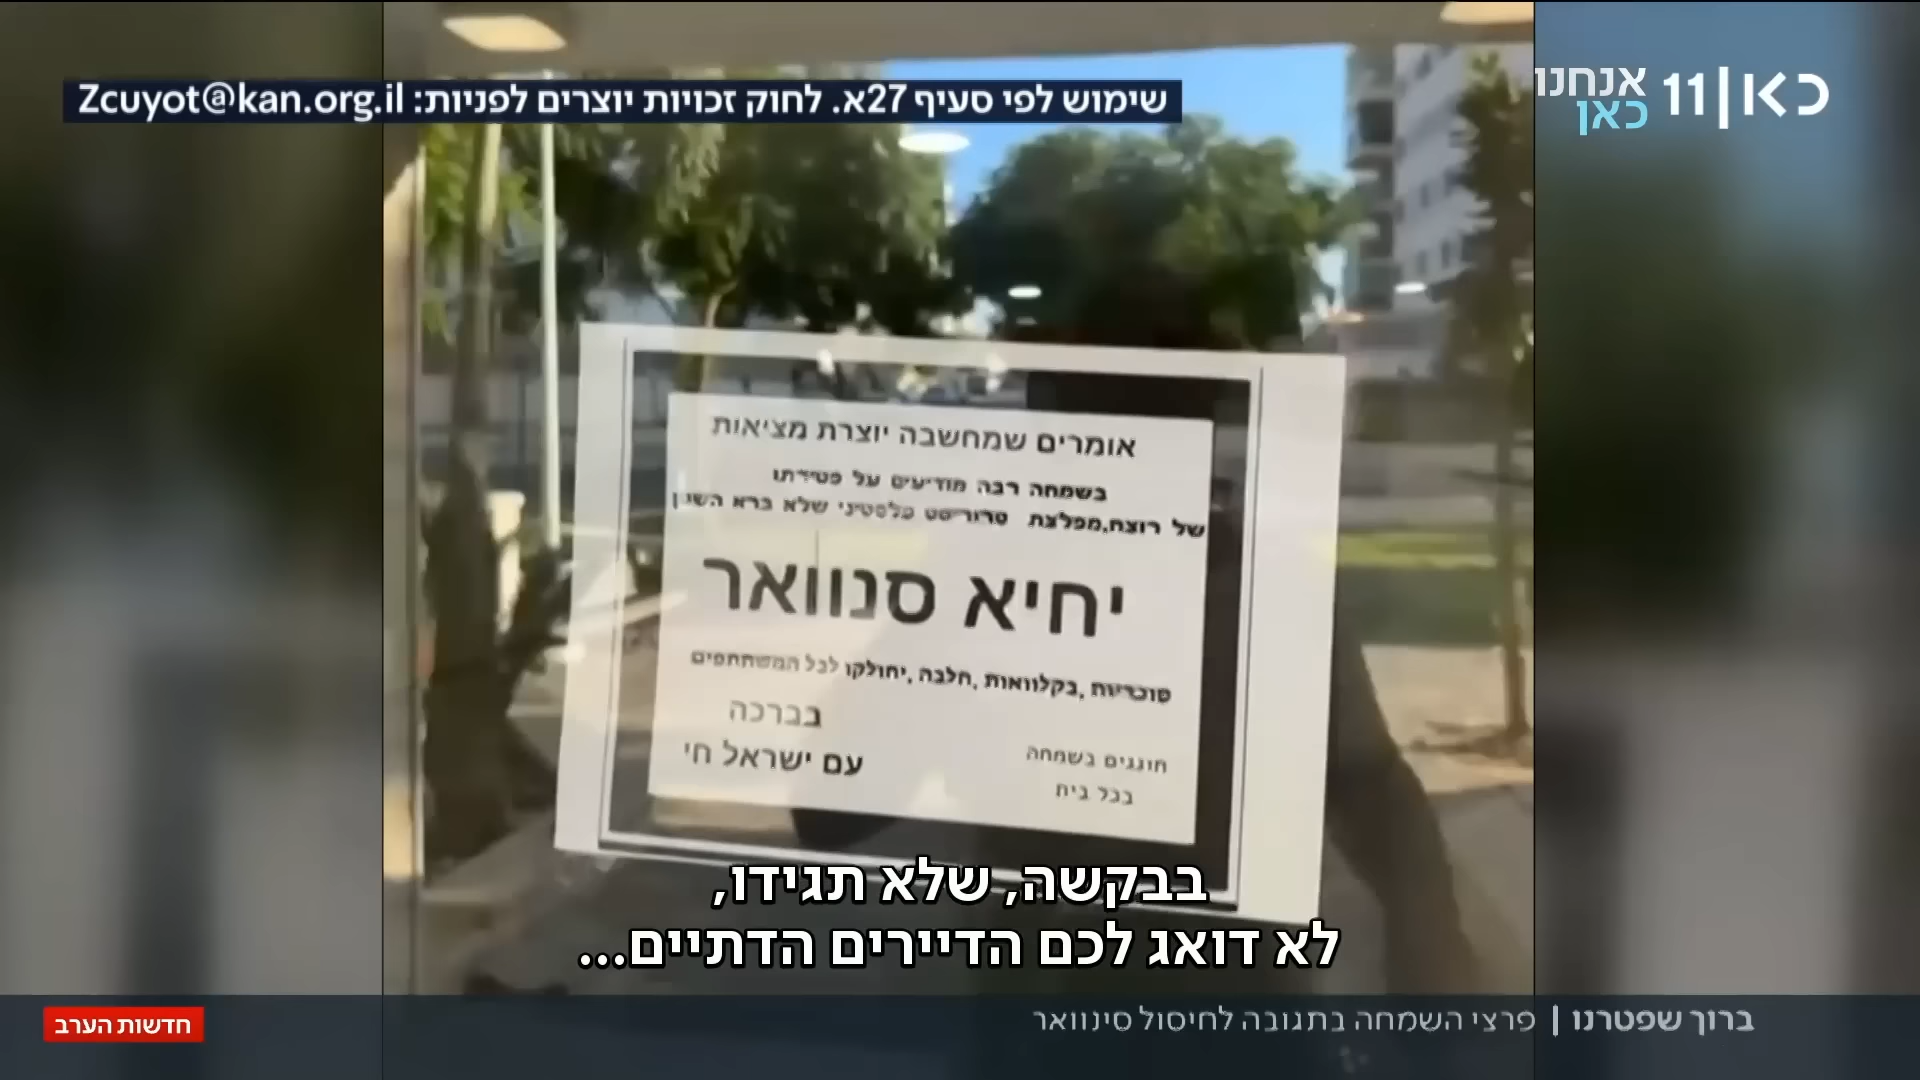 שימוש לפי סעיף 27א. לחוק זכויות יוצרים לפניות: Zcuyot@kan.org.il
כאן | 11 אנחנו כאן
אומרים שמחשבה יוצרת מציאות
בשמחה רבה מודיעים על פטירתו
של רוצח,מפלצת טרוריסט פלסטיני שלא ברא השטן
יחיא סנוואר
סוכריות ,בקלוואות ,חלבה ,יחולקו לכל המשתתפים
בברכה
עם ישראל חי
חוגגים בשמחה
בכל בית
בבקשה, שלא תגידו,
לא דואג לכם הדיירים הדתיים...
ברוך שפטרנו | פרצי השמחה בתגובה לחיסול סינוואר
חדשות הערב